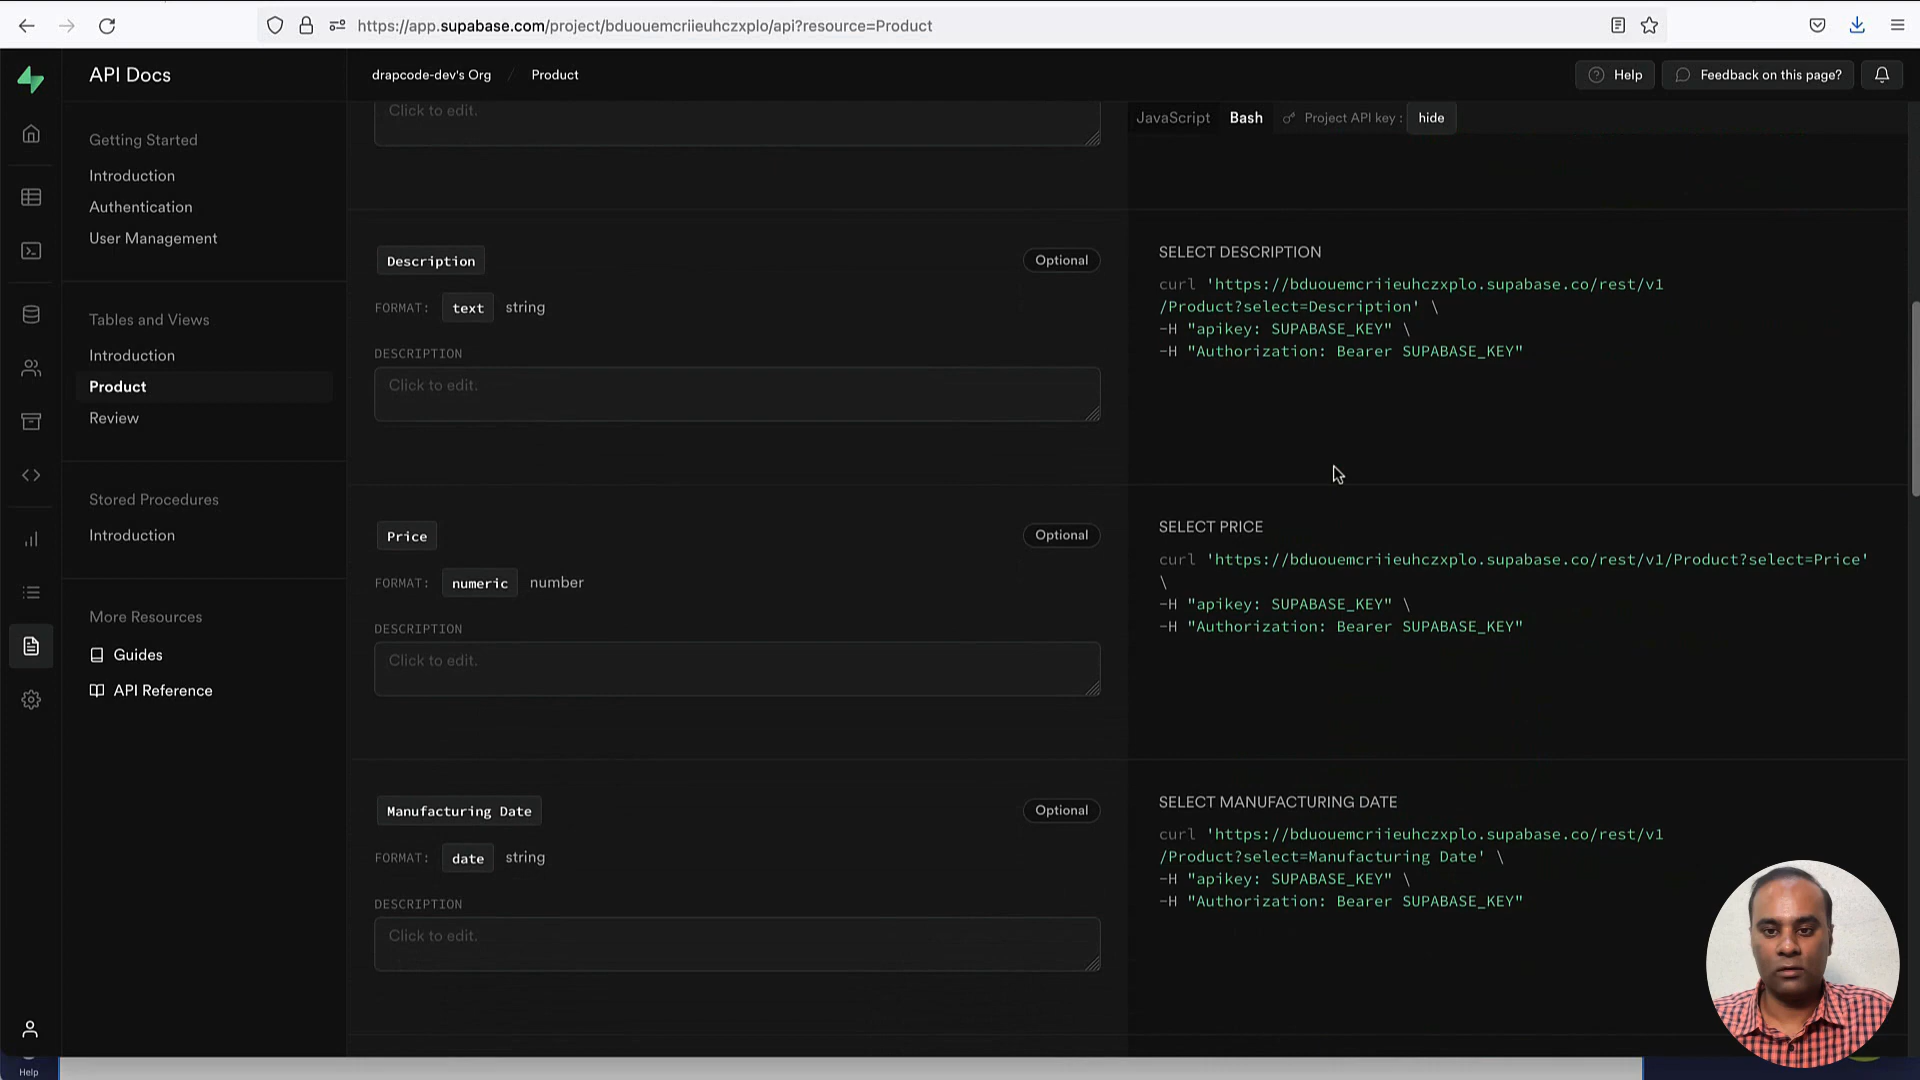 https://app.supabase.com/project/bduouemcriieuhczxplo/api?resource=Product
API Docs
drapcode-dev's Org / Product
Help
Feedback on this page?
Getting Started
Introduction
Authentication
User Management
Tables and Views
Introduction
Product
Review
Stored Procedures
Introduction
More Resources
Guides
API Reference
Help
Click to edit.
JavaScript Bash Project API key : hide
Description
Optional
FORMAT: text string
DESCRIPTION
Click to edit.
SELECT DESCRIPTION
curl 'https://bduouemcriieuhczxplo.supabase.co/rest/v1
/Product?select=Description' \
-H "apikey: SUPABASE_KEY" \
-H "Authorization: Bearer SUPABASE_KEY"
Price
Optional
FORMAT: numeric number
DESCRIPTION
Click to edit.
SELECT PRICE
curl 'https://bduouemcriieuhczxplo.supabase.co/rest/v1/Product?select=Price'
\
-H "apikey: SUPABASE_KEY" \
-H "Authorization: Bearer SUPABASE_KEY"
Manufacturing Date
Optional
FORMAT: date string
DESCRIPTION
Click to edit.
SELECT MANUFACTURING DATE
curl 'https://bduouemcriieuhczxplo.supabase.co/rest/v1
/Product?select=Manufacturing Date' \
-H "apikey: SUPABASE_KEY" \
-H "Authorization: Bearer SUPABASE_KEY"